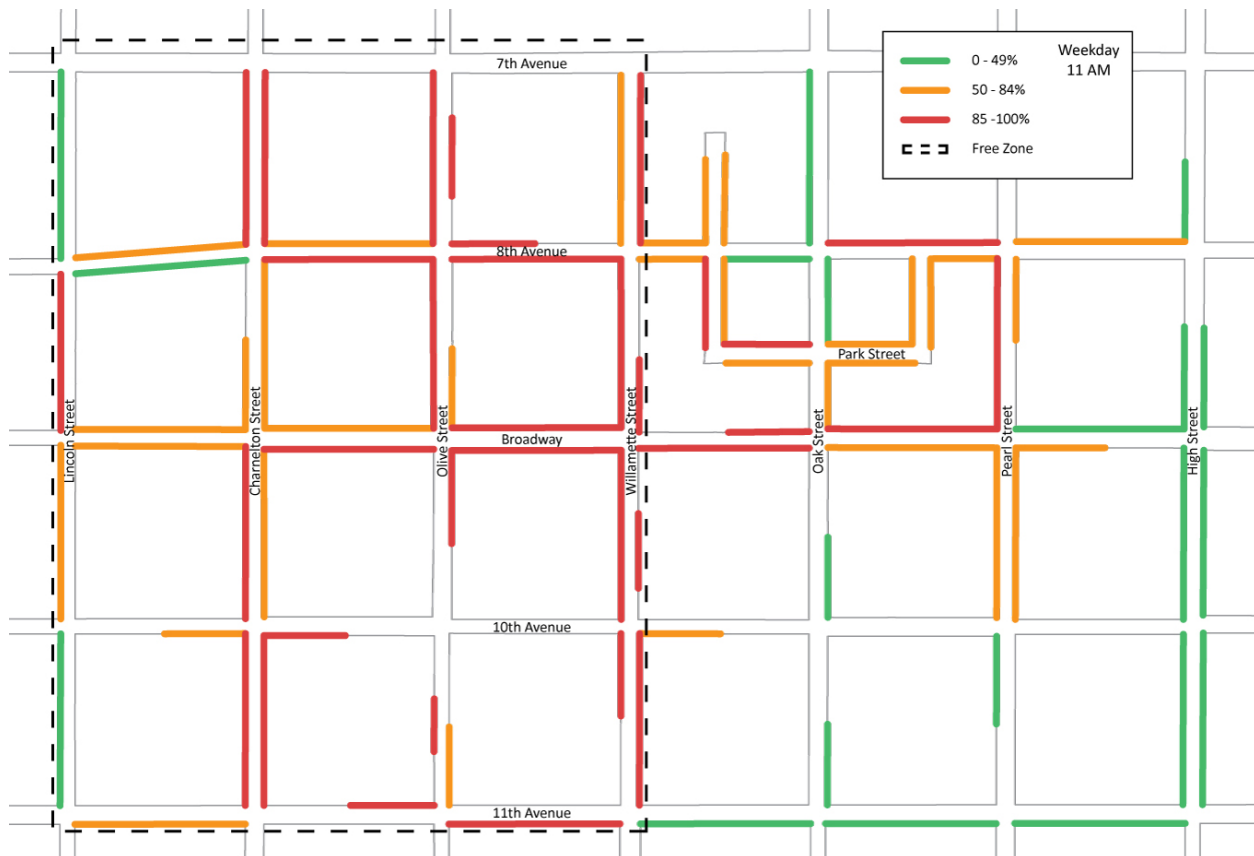 7th Avenue
0 - 49%
Weekday
11 AM
50 - 84%
85 -100%
Free Zone
8th Avenue
Park Street
Lincoln Street
Charnelton Street
Olive Street
Broadway
Willamette Street
Oak Street
Pearl Street
High Street
10th Avenue
11th Avenue